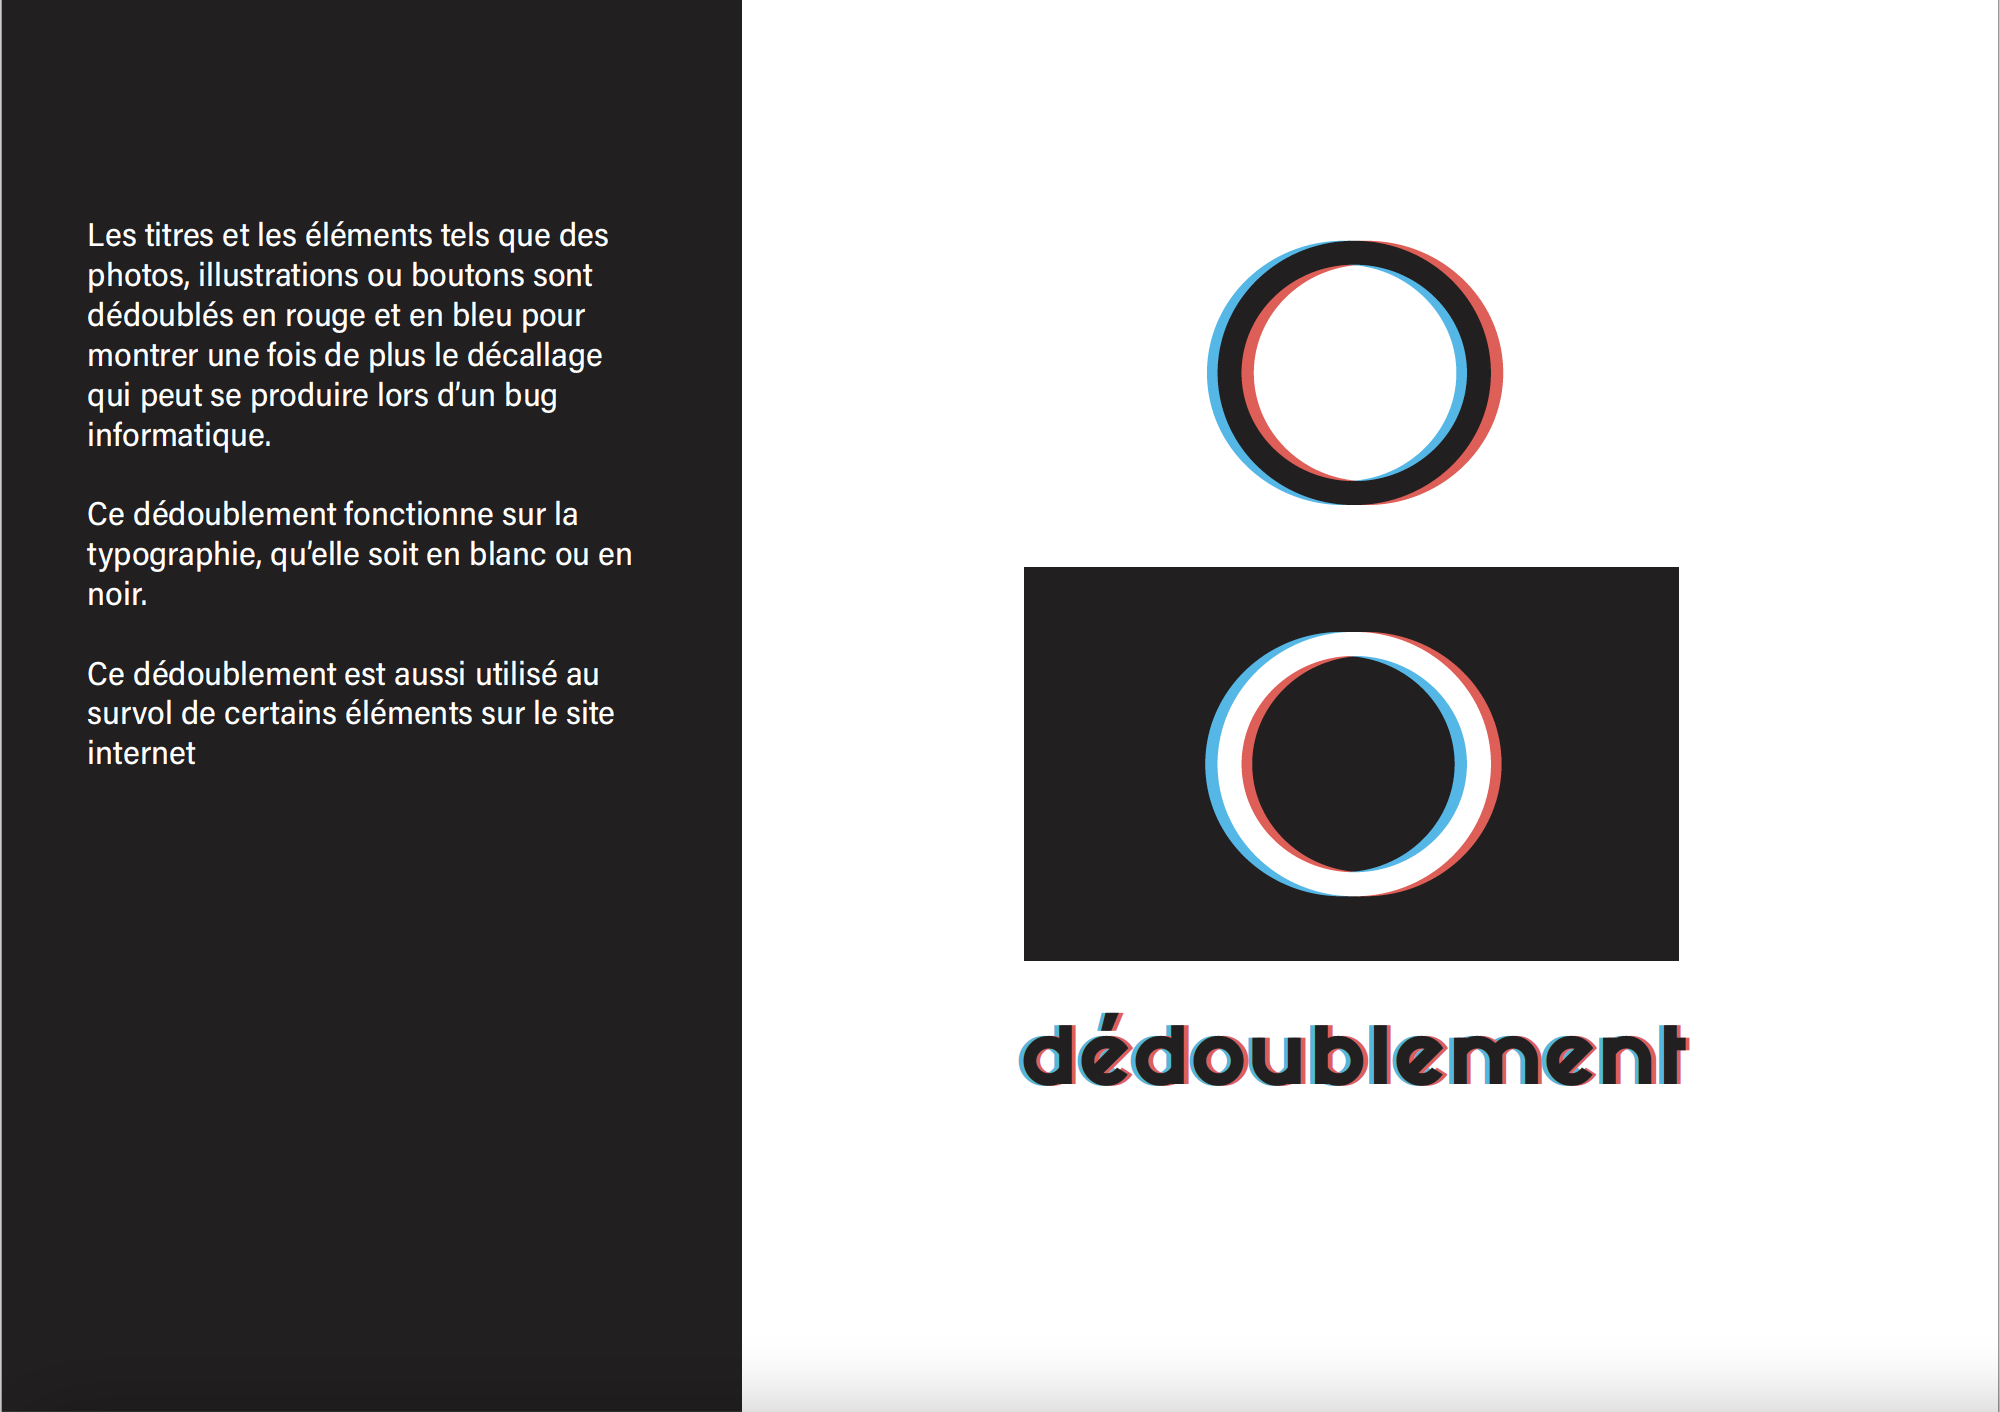 Les titres et les éléments tels que des
photos, illustrations ou boutons sont
dédoublés en rouge et en bleu pour
montrer une fois de plus le décallage
qui peut se produire lors d’un bug
informatique.
Ce dédoublement fonctionne sur la
typographie, qu’elle soit en blanc ou en
noir.
Ce dédoublement est aussi utilisé au
survol de certains éléments sur le site
internet
dédoublement